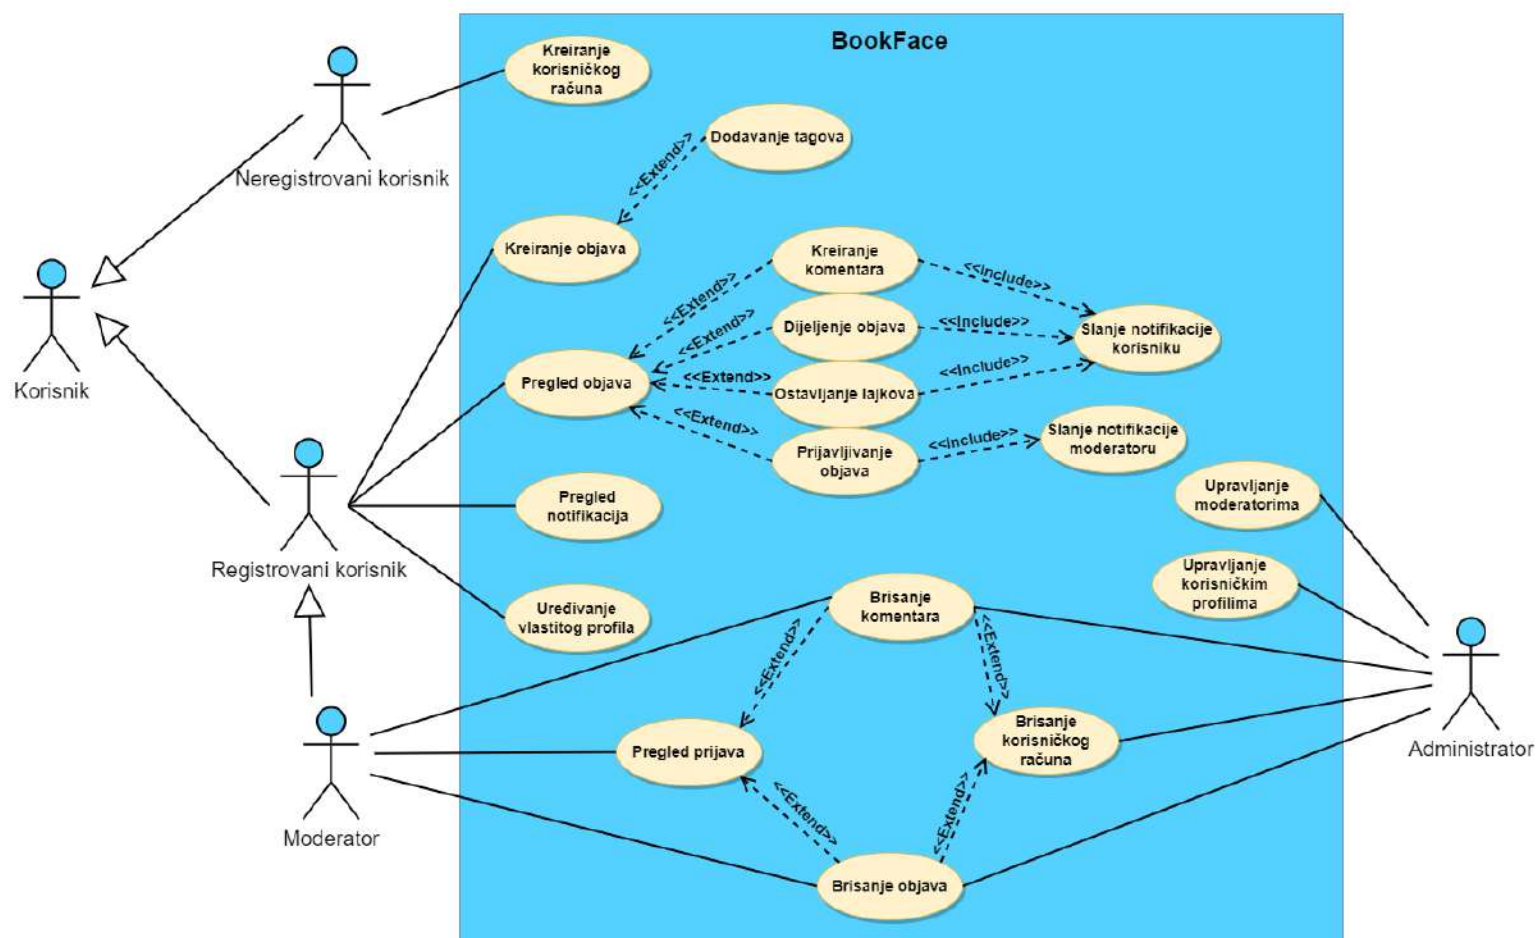 BookFace
Kreiranje
korisničkog
računa
Neregistrovani korisnik
Dodavanje tagova
<<Extend>>
Kreiranje objava
Korisnik
Kreiranje
komentara
<<Extend>>
<<Include>>
Dijeljenje objava
<<Extend>>
<<Include>>
Slanje notifikacije
korisniku
Pregled objava
<<Extend>>
Ostavljanje lajkova
<<Include>>
<<Extend>>
Prijavljivanje
objava
<<Include>>
Slanje notifikacije
moderatoru
Registrovani korisnik
Pregled
notifikacija
Upravljanje
moderatorima
Upravljanje
korisničkim
profilima
Uređivanje
vlastitog profila
Brisanje
komentara
<<Extend>>
<<Extend>>
Administrator
Moderator
Pregled prijava
Brisanje
korisničkog
računa
<<Extend>>
<<Extend>>
Brisanje objava